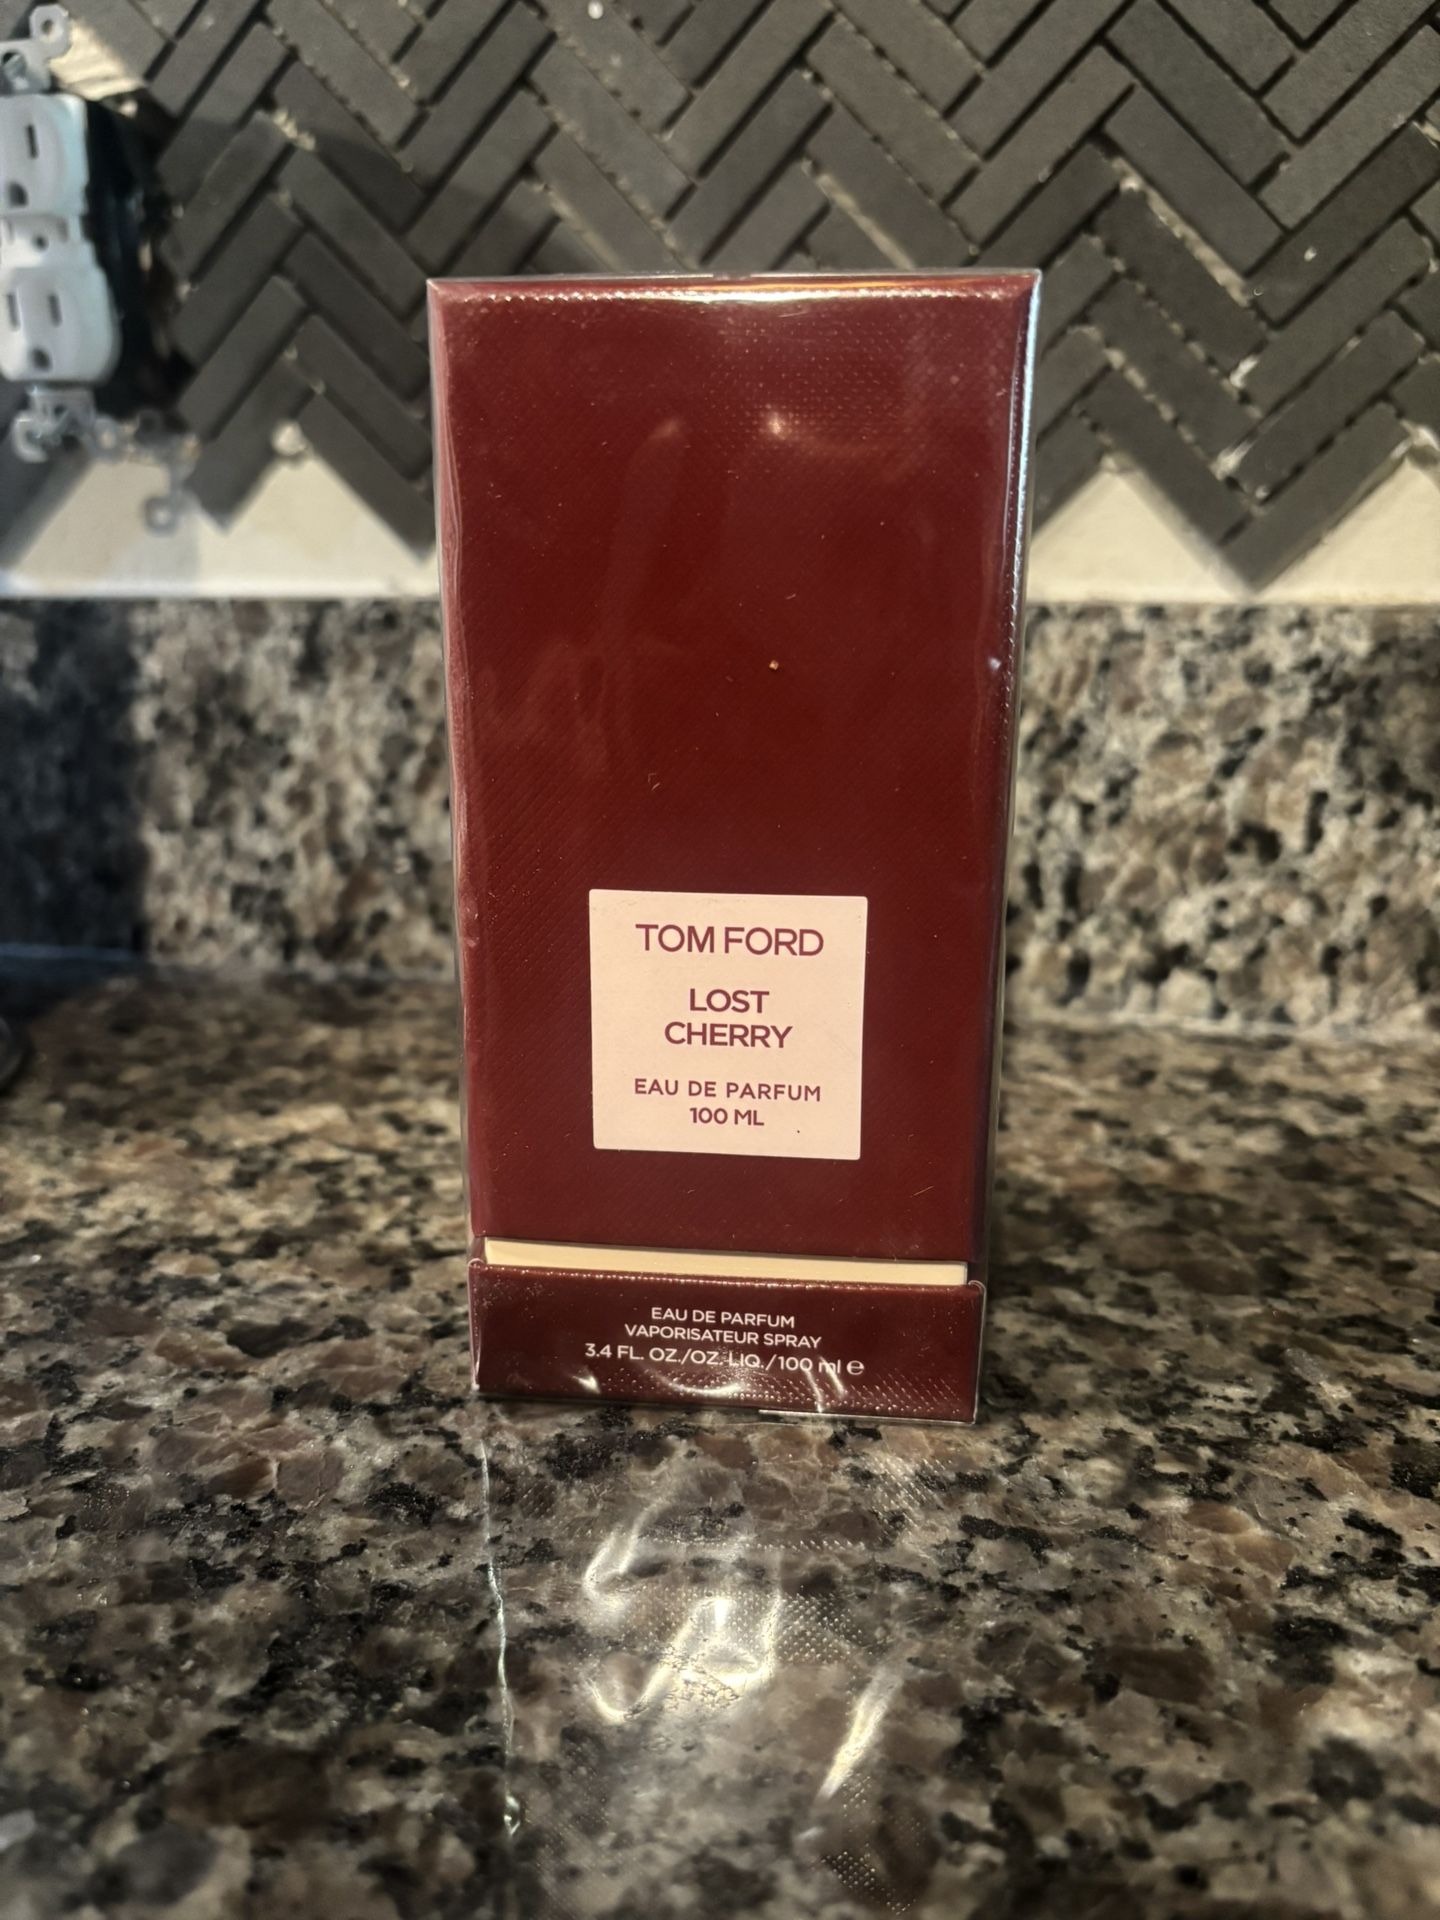 TOM FORD
LOST
CHERRY
EAU DE PARFUM
100 ML
EAU DE PARFUM
VAPORISATEUR SPRAY
3.4 FL. OZ./OZ. LIQ./100 ml ℮